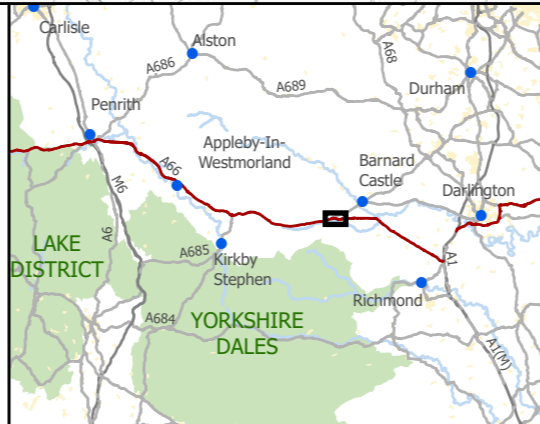 Carlisle
Alston
A68
A686
A689
Durham
Penrith
Appleby-In-
Westmorland
A66
Barnard
Castle
Darlington
M6
A6
LAKE
DISTRICT
A685
Kirkby
Stephen
A1
Richmond
A684
YORKSHIRE
DALES
A1(M)